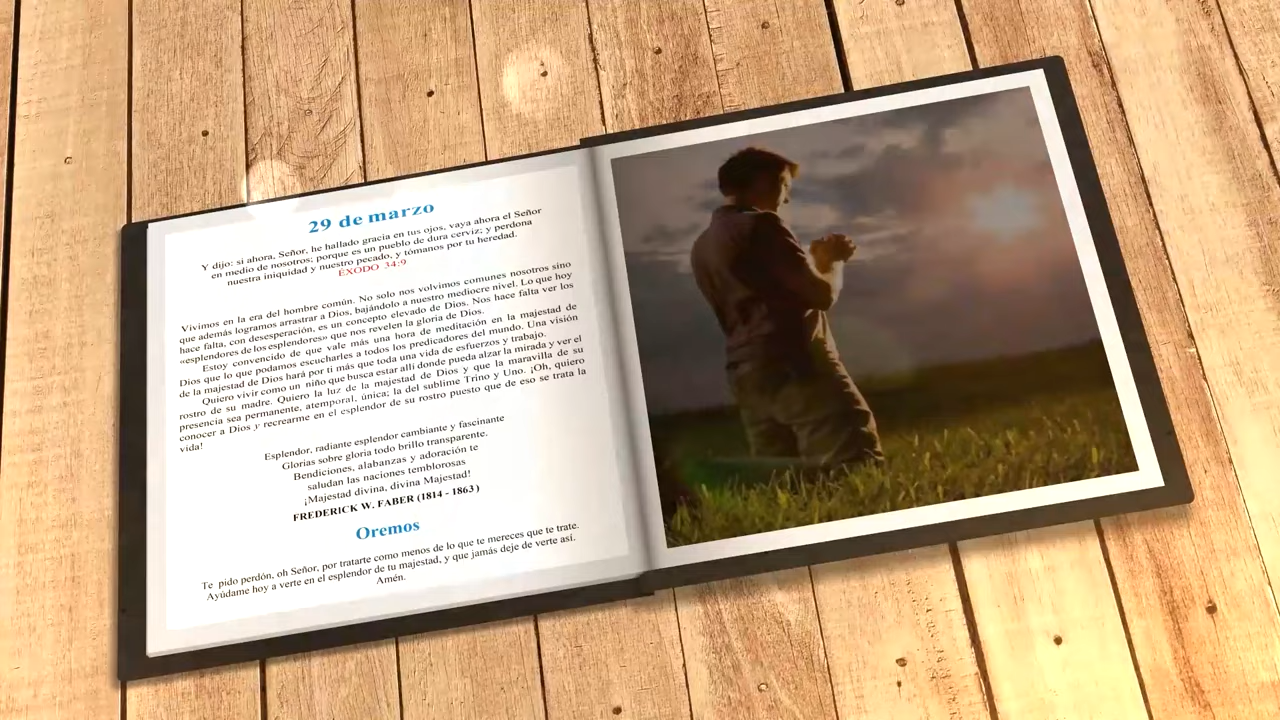 29 de marzo
Y dijo: si ahora, Señor, he hallado gracia en tus ojos, vaya ahora el Señor
en medio de nosotros; porque es un pueblo de dura cerviz; y perdona
nuestra iniquidad y nuestro pecado, y tómanos por tu heredad.
ÉXODO 34:9
Vivimos en la era del hombre común. No solo nos volvimos comunes nosotros sino
que además logramos arrastrar a Dios, bajándolo a nuestro mediocre nivel. Lo que hoy
hace falta, con desesperación, es un concepto elevado de Dios. Nos hace falta ver los
«esplendores de los esplendores» que nos revelen la gloria de Dios.
Estoy convencido de que vale más una hora de meditación en la majestad de
Dios que lo que podamos escucharles a todos los predicadores del mundo. Una visión
de la majestad de Dios hará por ti más que toda una vida de esfuerzos y trabajo.
Quiero vivir como un niño que busca estar allí donde pueda alzar la mirada y ver el
rostro de su madre. Quiero la luz de la majestad de Dios y que la maravilla de su
presencia sea permanente, atemporal, única; la del sublime Trino y Uno. ¡Oh, quiero
conocer a Dios y recrearme en el esplendor de su rostro puesto que de eso se trata la
vida!
Esplendor, radiante esplendor cambiante y fascinante
Glorias sobre gloria todo brillo transparente.
Bendiciones, alabanzas y adoración te
saludan las naciones temblorosas
¡Majestad divina, divina Majestad!
FREDERICK W. FABER (1814 - 1863)
Oremos
Te pido perdón, oh Señor, por tratarte como menos de lo que te mereces que te trate.
Ayúdame hoy a verte en el esplendor de tu majestad, y que jamás deje de verte así.
Amén.